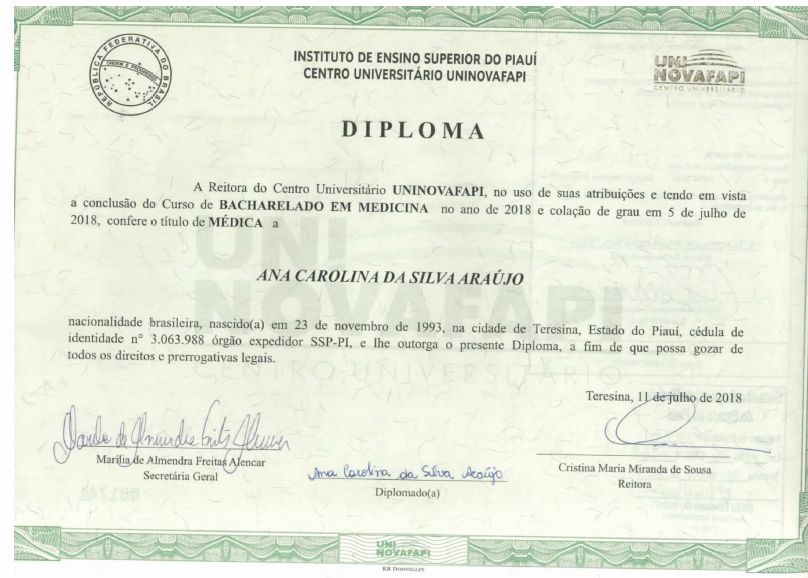 REPÚBLICA FEDERATIVA DO BRASIL
ORDEM E PROGRESSO
INSTITUTO DE ENSINO SUPERIOR DO PIAUÍ
CENTRO UNIVERSITÁRIO UNINOVAFAPI
UNI
NOVAFAPI
CENTRO UNIVERSITÁRIO
DIPLOMA
A Reitora do Centro Universitário UNINOVAFAPI, no uso de suas atribuições e tendo em vista
a conclusão do Curso de BACHARELADO EM MEDICINA no ano de 2018 e colação de grau em 5 de julho de
2018, confere o título de MÉDICA a
UNI
NOVAFAPI
CENTRO UNIVERSITÁRIO
ANA CAROLINA DA SILVA ARAÚJO
nacionalidade brasileira, nascido(a) em 23 de novembro de 1993, na cidade de Teresina, Estado do Piauí, cédula de
identidade nº 3.063.988 órgão expedidor SSP-PI, e lhe outorga o presente Diploma, a fim de que possa gozar de
todos os direitos e prerrogativas legais.
Teresina, 11 de julho de 2018
Marilia de Almendra Freitas Alencar
Secretária Geral
Ana Carolina da Silva Araújo
Diplomado(a)
Cristina Maria Miranda de Sousa
Reitora
UNI
NOVAFAPI
RR DONNELLEY